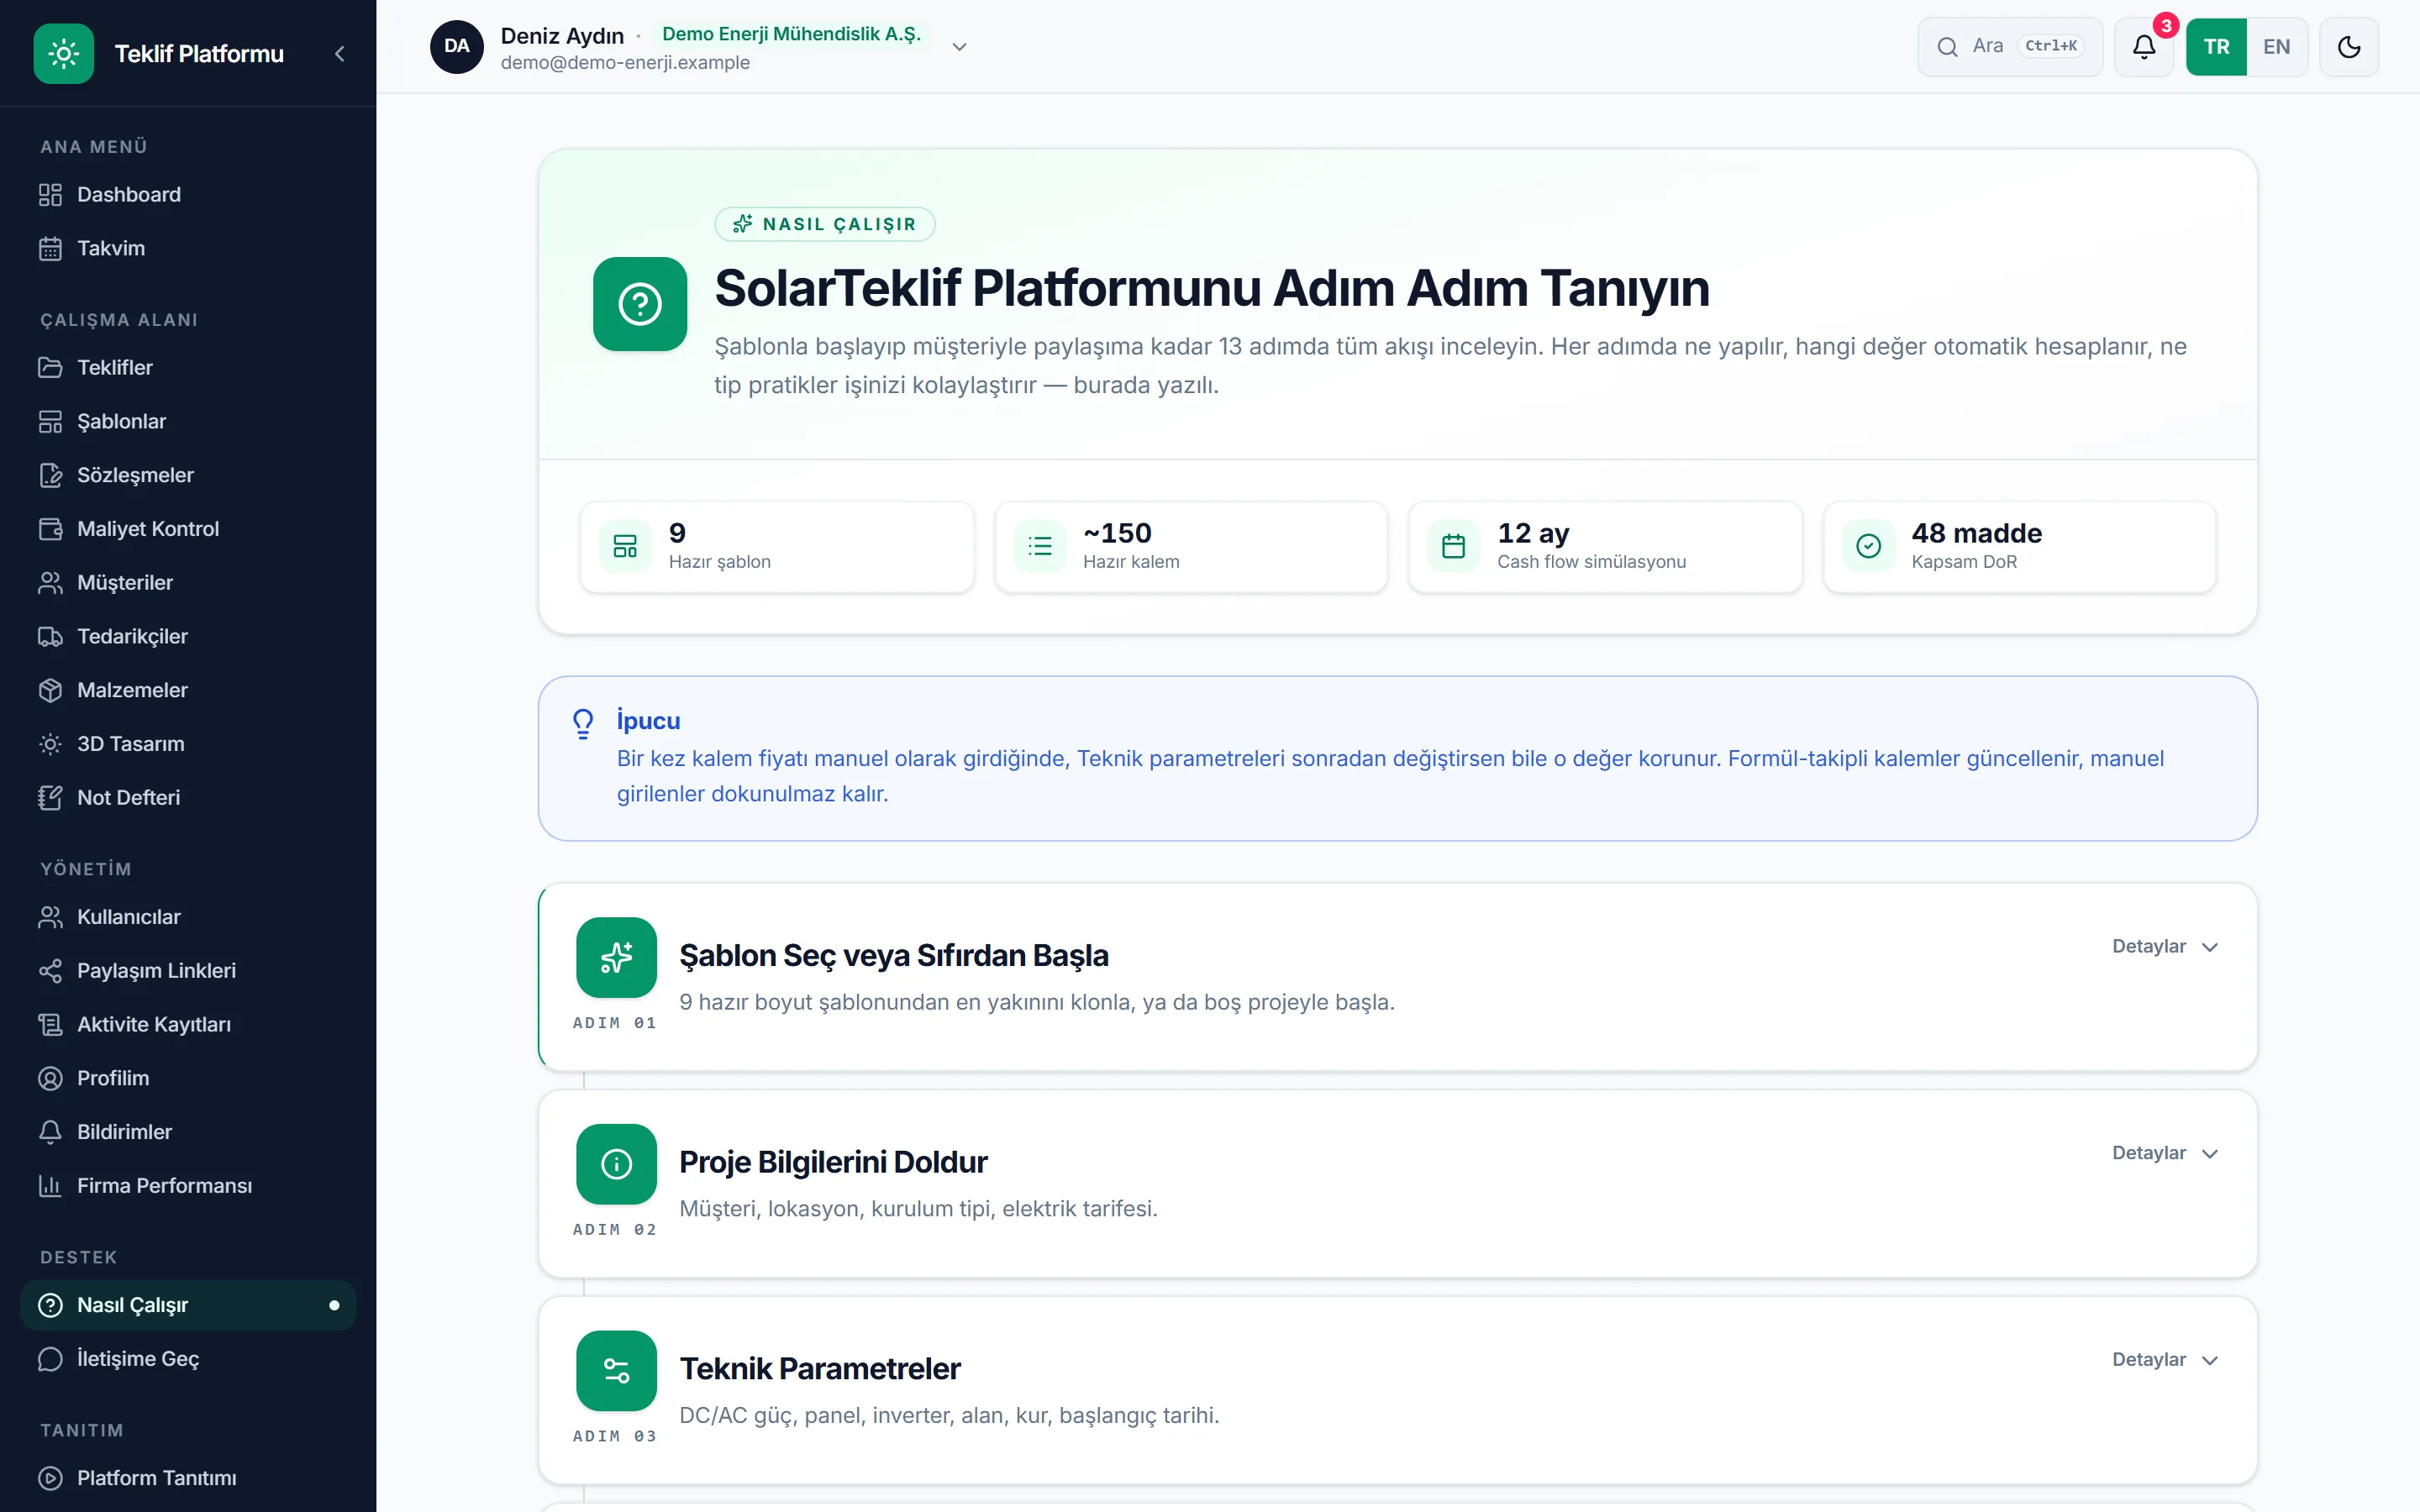 Teklif Platformu
ANA MENÜ
Dashboard
Takvim
ÇALIŞMA ALANI
Teklifler
Şablonlar
Sözleşmeler
Maliyet Kontrol
Müşteriler
Tedarikçiler
Malzemeler
3D Tasarım
Not Defteri
YÖNETİM
Kullanıcılar
Paylaşım Linkleri
Aktivite Kayıtları
Profilim
Bildirimler
Firma Performansı
DESTEK
Nasıl Çalışır
İletişime Geç
TANITIM
Platform Tanıtımı
DA
Deniz Aydın · Demo Enerji Mühendislik A.Ş.
demo@demo-enerji.example
Ara Ctrl+K
3
TR EN
NASIL ÇALIŞIR
SolarTeklif Platformunu Adım Adım Tanıyın
Şablonla başlayıp müşteriyle paylaşıma kadar 13 adımda tüm akışı inceleyin. Her adımda ne yapılır, hangi değer otomatik hesaplanır, ne
tip pratikler işinizi kolaylaştırır — burada yazılı.
9
Hazır şablon
~150
Hazır kalem
12 ay
Cash flow simülasyonu
48 madde
Kapsam DoR
İpucu
Bir kez kalem fiyatı manuel olarak girdiğinde, Teknik parametreleri sonradan değiştirsen bile o değer korunur. Formül-takipli kalemler güncellenir, manuel
girilenler dokunulmaz kalır.
Şablon Seç veya Sıfırdan Başla
9 hazır boyut şablonundan en yakınını klonla, ya da boş projeyle başla.
ADIM 01
Detaylar
Proje Bilgilerini Doldur
Müşteri, lokasyon, kurulum tipi, elektrik tarifesi.
ADIM 02
Detaylar
Teknik Parametreler
DC/AC güç, panel, inverter, alan, kur, başlangıç tarihi.
ADIM 03
Detaylar